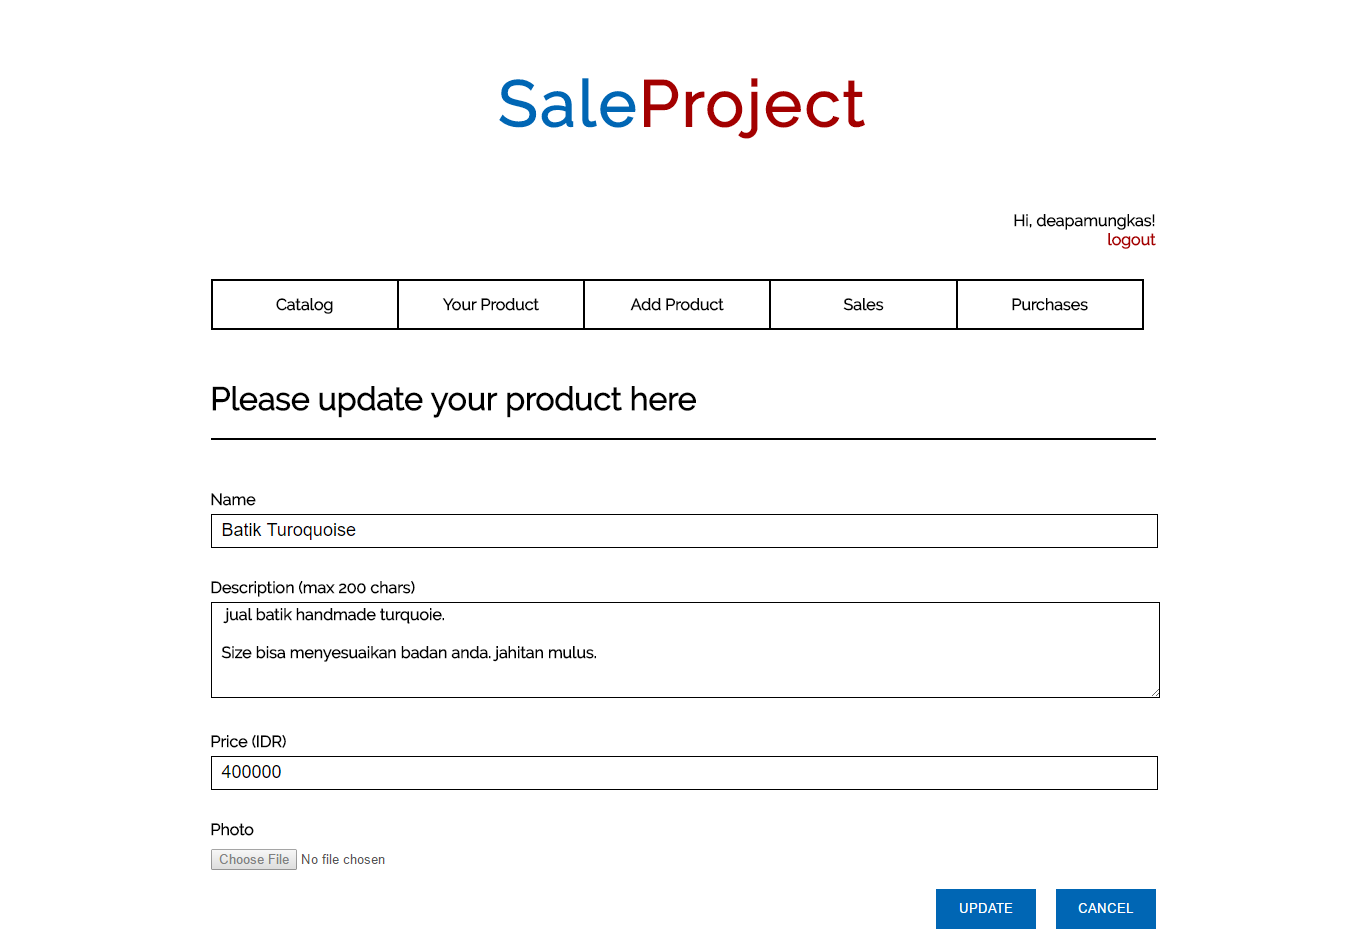 SaleProject
Hi, deapamungkas!
logout
Catalog Your Product Add Product Sales Purchases
Please update your product here
Name
Batik Turoquoise
Description (max 200 chars)
jual batik handmade turquoie.
Size bisa menyesuaikan badan anda. jahitan mulus.
Price (IDR)
400000
Photo
Choose File No file chosen
UPDATE CANCEL